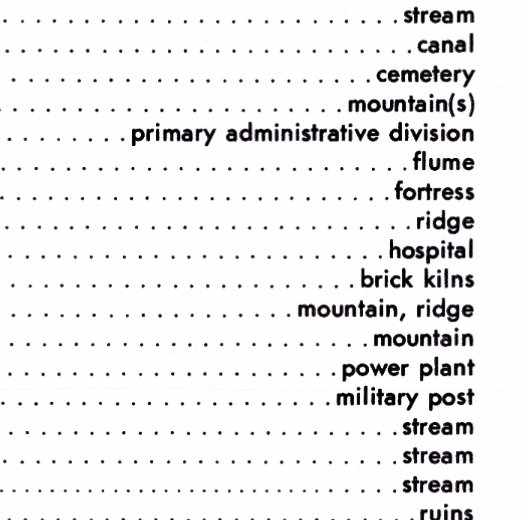 . . . . . . . . . . . . . . . . . . . . . . . . . . stream
. . . . . . . . . . . . . . . . . . . . . . . . . . . canal
. . . . . . . . . . . . . . . . . . . . . . . . cemetery
. . . . . . . . . . . . . . . . . . . . . . . mountain(s)
. . . . . . . . primary administrative division
. . . . . . . . . . . . . . . . . . . . . . . . . . . flume
. . . . . . . . . . . . . . . . . . . . . . . . . . fortress
. . . . . . . . . . . . . . . . . . . . . . . . . . . ridge
. . . . . . . . . . . . . . . . . . . . . . . . . hospital
. . . . . . . . . . . . . . . . . . . . . . . brick kilns
. . . . . . . . . . . . . . . . . . . mountain, ridge
. . . . . . . . . . . . . . . . . . . . . . . . mountain
. . . . . . . . . . . . . . . . . . . . . . power plant
. . . . . . . . . . . . . . . . . . . . . . military post
. . . . . . . . . . . . . . . . . . . . . . . . . . stream
. . . . . . . . . . . . . . . . . . . . . . . . . . stream
. . . . . . . . . . . . . . . . . . . . . . . . . . stream
. . . . . . . . . . . . . . . . . . . . . . . . . . . ruins